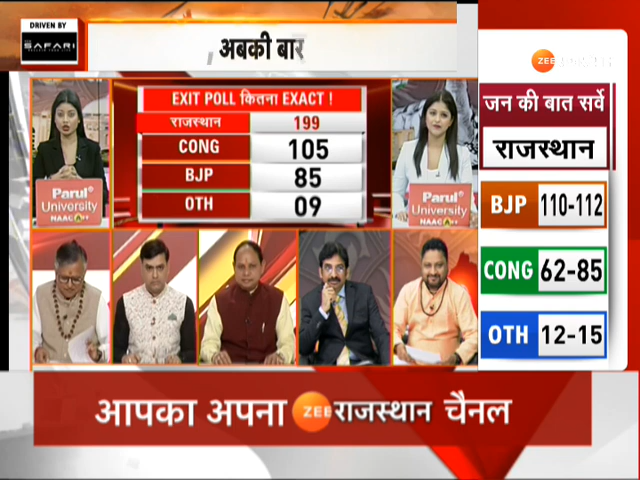 DRIVEN BY
SAFARI
अबकी बार
ZEE
EXIT POLL कितना EXACT !
राजस्थान 199
CONG 105
BJP 85
OTH 09
Parul®
University
NAAC A++
Parul®
University
NAAC A++
जन की बात सर्वे
राजस्थान
BJP 110-112
CONG 62-85
OTH 12-15
आपका अपना ZEE राजस्थान चैनल